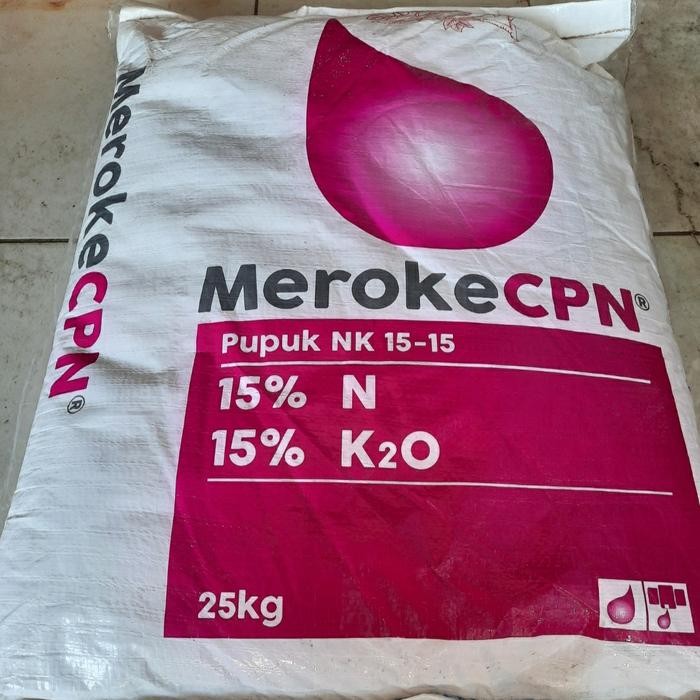 MerokeCPN®
MerokeCPN®
Pupuk NK 15-15
15% N
15% K2O
25kg